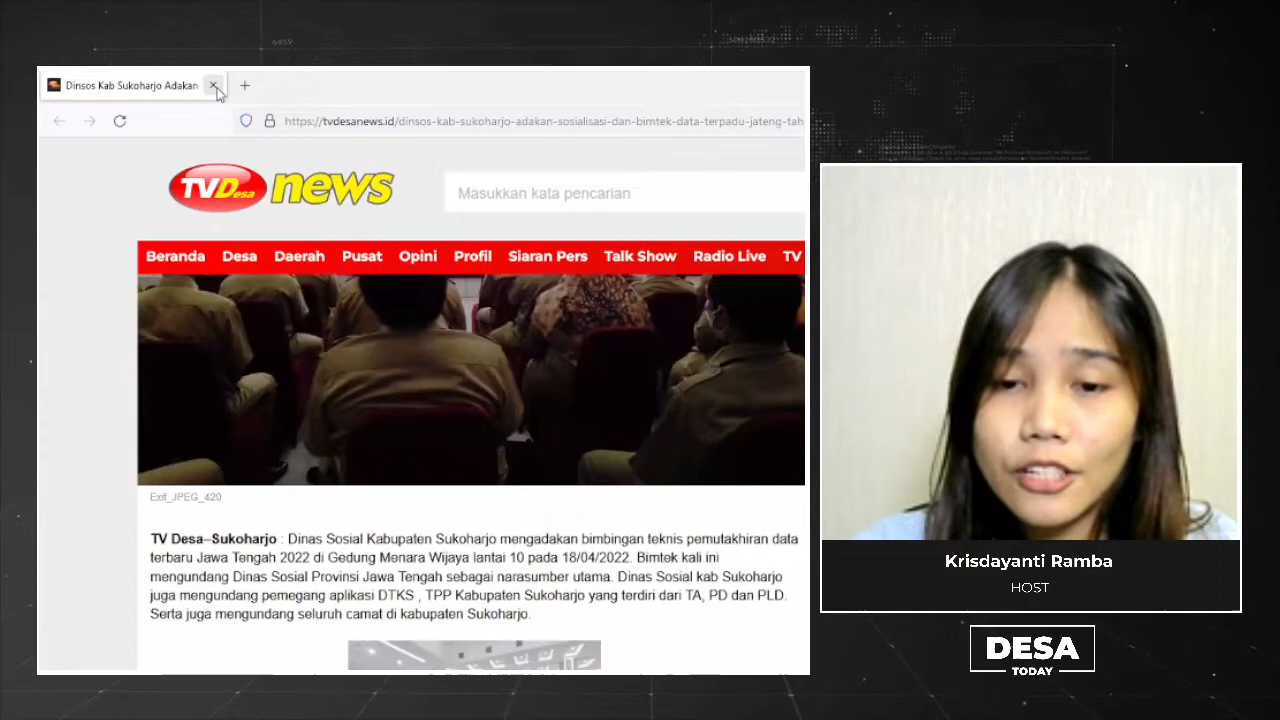 Dinsos Kab Sukoharjo Adakan
https://tvdesanews.id/dinsos-kab-sukoharjo-adakan-sosialisasi-dan-bimtek-data-terpadu-jateng-tah
TVDesa news
Masukkan kata pencarian
Beranda Desa Daerah Pusat Opini Profil Siaran Pers Talk Show Radio Live TV
Exif_JPEG_420
TV Desa–Sukoharjo : Dinas Sosial Kabupaten Sukoharjo mengadakan bimbingan teknis pemutakhiran data
terbaru Jawa Tengah 2022 di Gedung Menara Wijaya lantai 10 pada 18/04/2022. Bimtek kali ini
mengundang Dinas Sosial Provinsi Jawa Tengah sebagai narasumber utama. Dinas Sosial kab Sukoharjo
juga mengundang pemegang aplikasi DTKS , TPP Kabupaten Sukoharjo yang terdiri dari TA, PD dan PLD.
Serta juga mengundang seluruh camat di kabupaten Sukoharjo.
Krisdayanti Ramba
HOST
DESA
TODAY